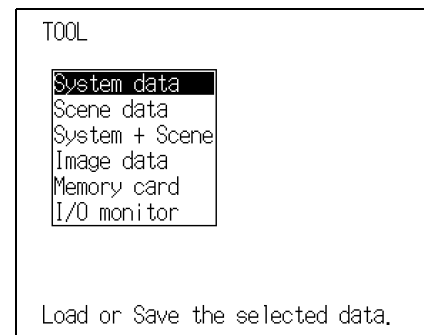 TOOL
System data
Scene data
System + Scene
Image data
Memory card
I/O monitor
Load or Save the selected data.